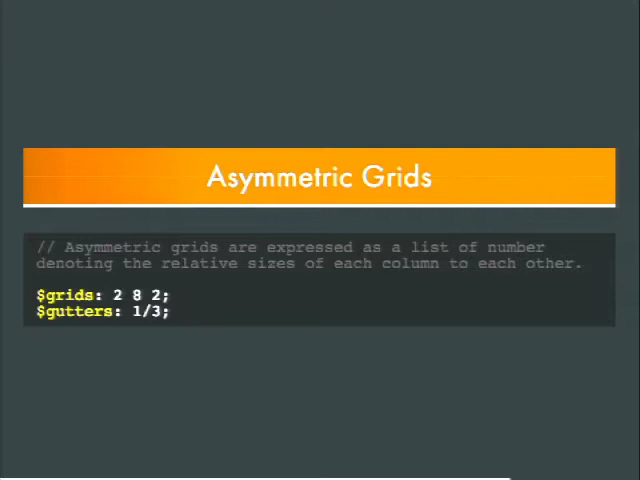 Asymmetric Grids
// Asymmetric grids are expressed as a list of number
denoting the relative sizes of each column to each other.
$grids: 2 8 2;
$gutters: 1/3;